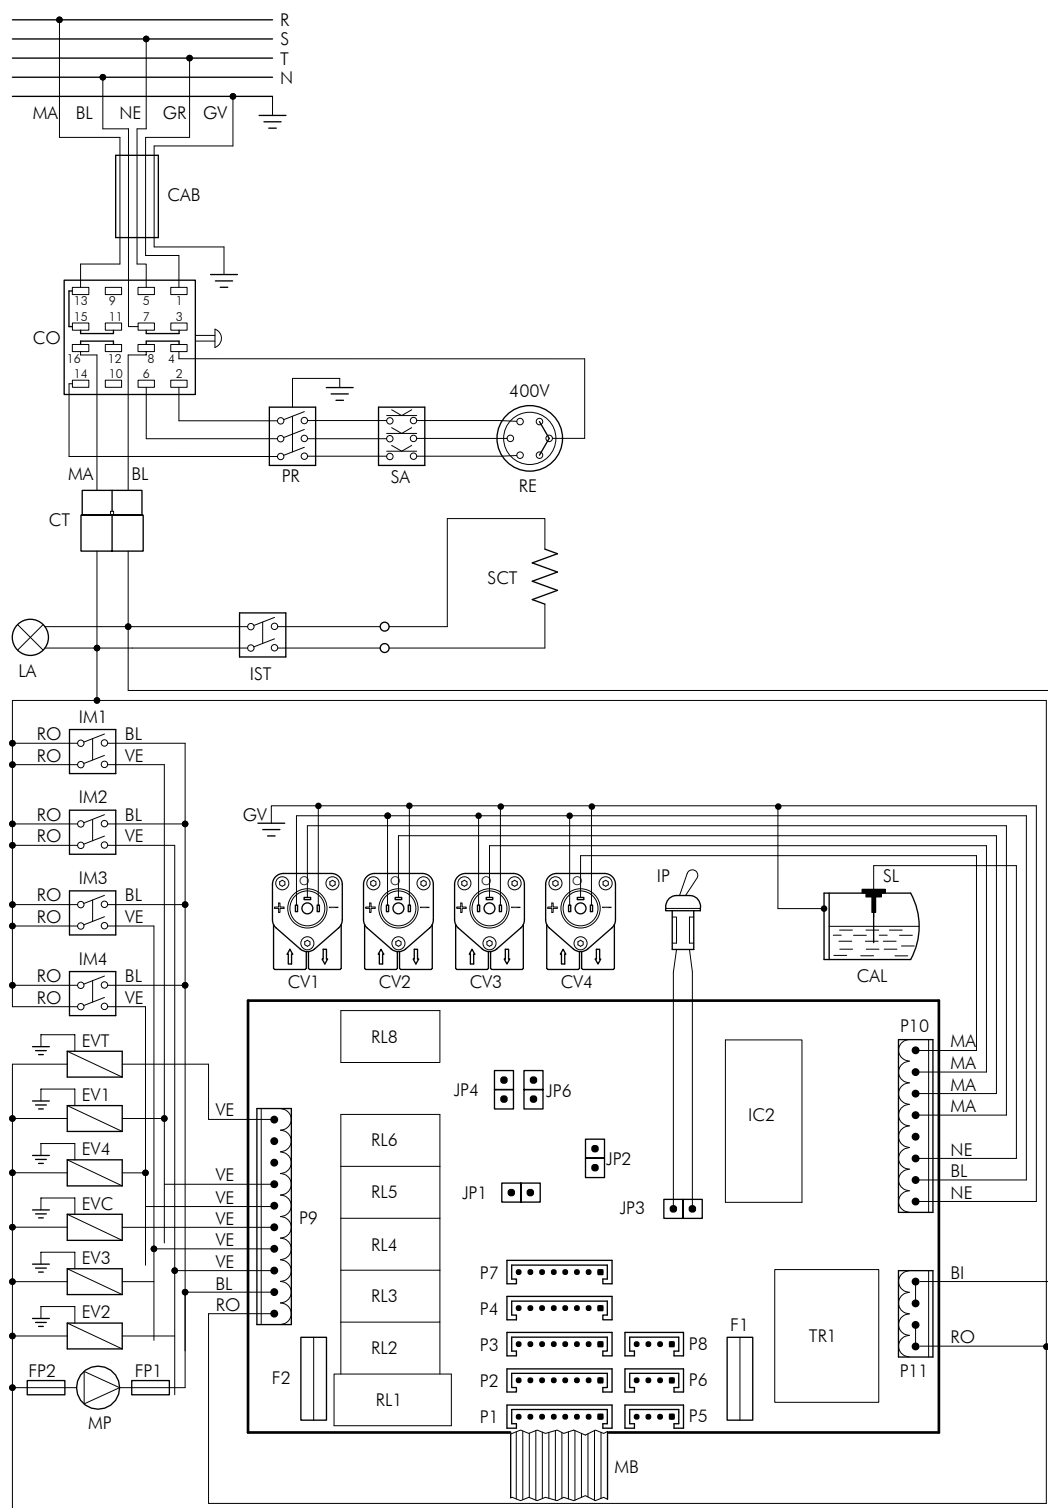 R
S
T
N
MA BL NE GR GV
CAB
13 9 5 1
15 11 7 3
CO
16 12 8 4
14 10 6 2
400V
PR SA RE
MA BL
CT
SCT
LA IST
IM1
RO BL
RO VE
IM2
RO BL
RO VE
IM3
RO BL
RO VE
IM4
RO BL
RO VE
GV
IP
SL
+ − + − + − + −
CV1 CV2 CV3 CV4
CAL
EVT
EV1
EV4
EVC
EV3
EV2
FP2 FP1
MP
VE
VE
VE
VE
VE
VE
BL
RO
P9
RL8
RL6
RL5
RL4
RL3
RL2
RL1
F2
JP4 JP6
JP2
JP1
JP3
IC2
P10
MA
MA
MA
MA
NE
BL
NE
P7
P4
P3 P8
P2 P6
P1 P5
F1
TR1
BI
RO
P11
MB